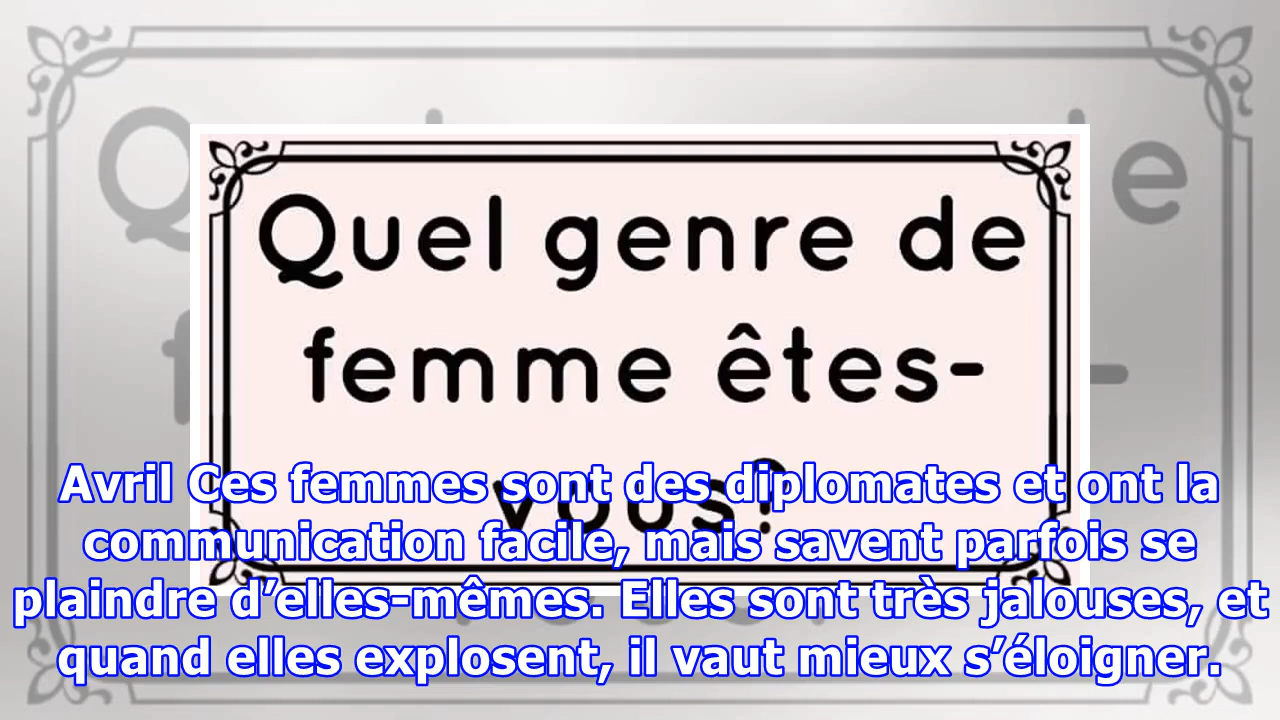 Quel genre de
femme êtes-
vous?
Avril Ces femmes sont des diplomates et ont la
communication facile, mais savent parfois se
plaindre d’elles-mêmes. Elles sont très jalouses, et
quand elles explosent, il vaut mieux s’éloigner.